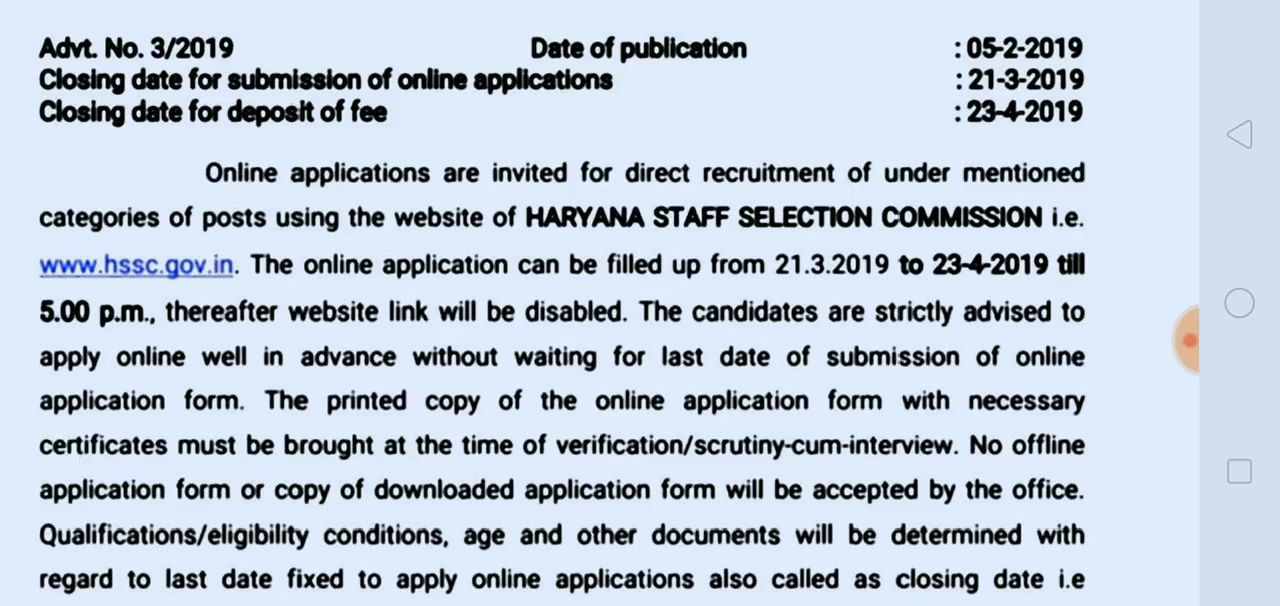 Advt. No. 3/2019 Date of publication : 05-2-2019
Closing date for submission of online applications : 21-3-2019
Closing date for deposit of fee : 23-4-2019
Online applications are invited for direct recruitment of under mentioned
categories of posts using the website of HARYANA STAFF SELECTION COMMISSION i.e.
www.hssc.gov.in. The online application can be filled up from 21.3.2019 to 23-4-2019 till
5.00 p.m., thereafter website link will be disabled. The candidates are strictly advised to
apply online well in advance without waiting for last date of submission of online
application form. The printed copy of the online application form with necessary
certificates must be brought at the time of verification/scrutiny-cum-interview. No offline
application form or copy of downloaded application form will be accepted by the office.
Qualifications/eligibility conditions, age and other documents will be determined with
regard to last date fixed to apply online applications also called as closing date i.e